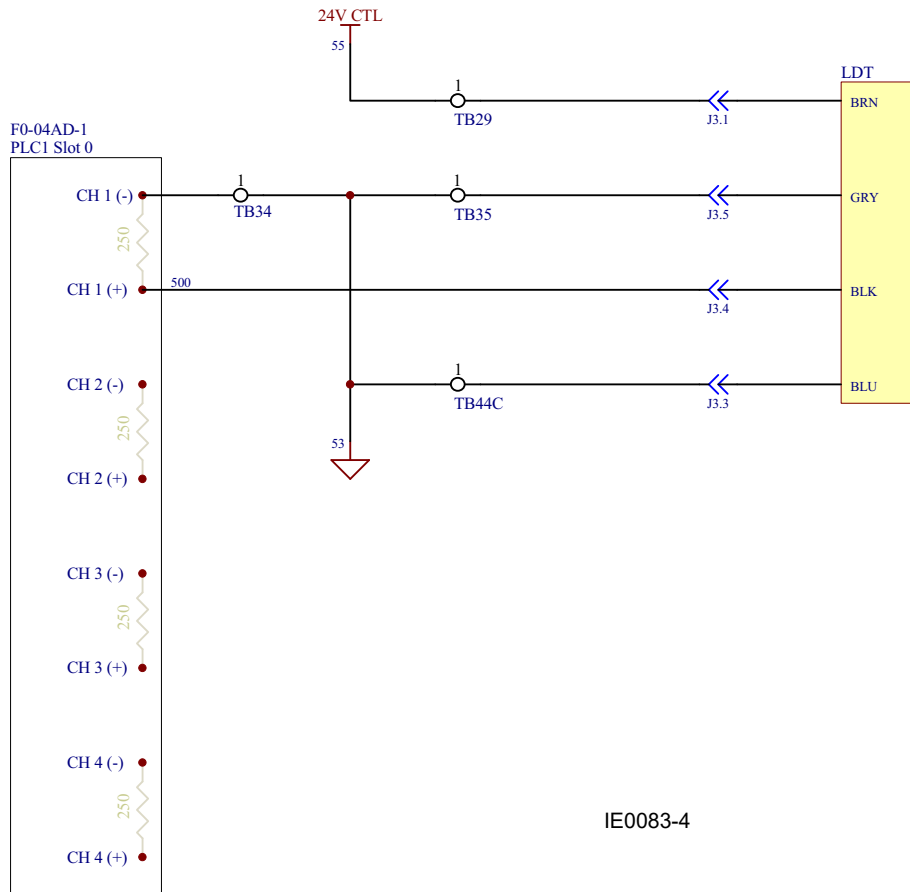 24V CTL
55
1
TB29
J3.1
LDT
BRN
F0-04AD-1
PLC1 Slot 0
CH 1 (-)
1
TB34
1
TB35
J3.5
GRY
250
CH 1 (+)
500
J3.4
BLK
CH 2 (-)
1
TB44C
J3.3
BLU
250
53
CH 2 (+)
CH 3 (-)
250
CH 3 (+)
CH 4 (-)
250
IE0083-4
CH 4 (+)